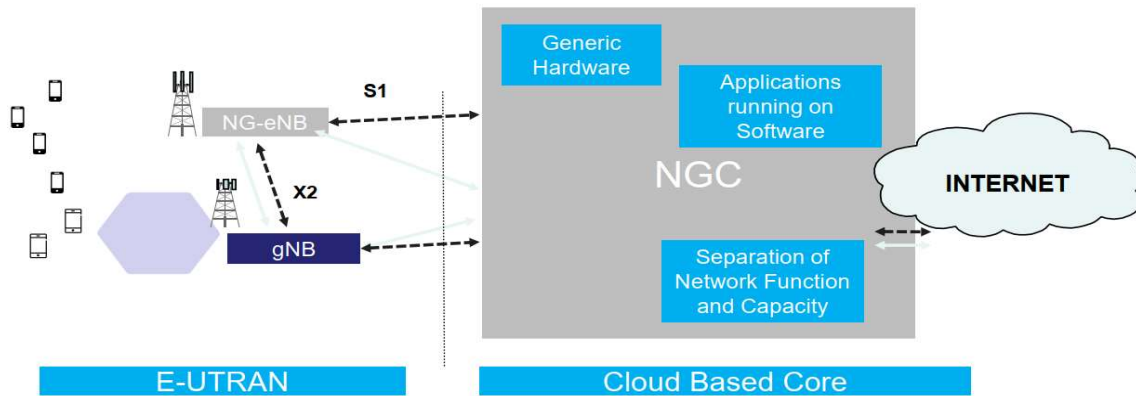 Generic
Hardware
Applications
running on
Software
S1
NG-eNB
X2
NGC
INTERNET
gNB
Separation of
Network Function
and Capacity
E-UTRAN
Cloud Based Core